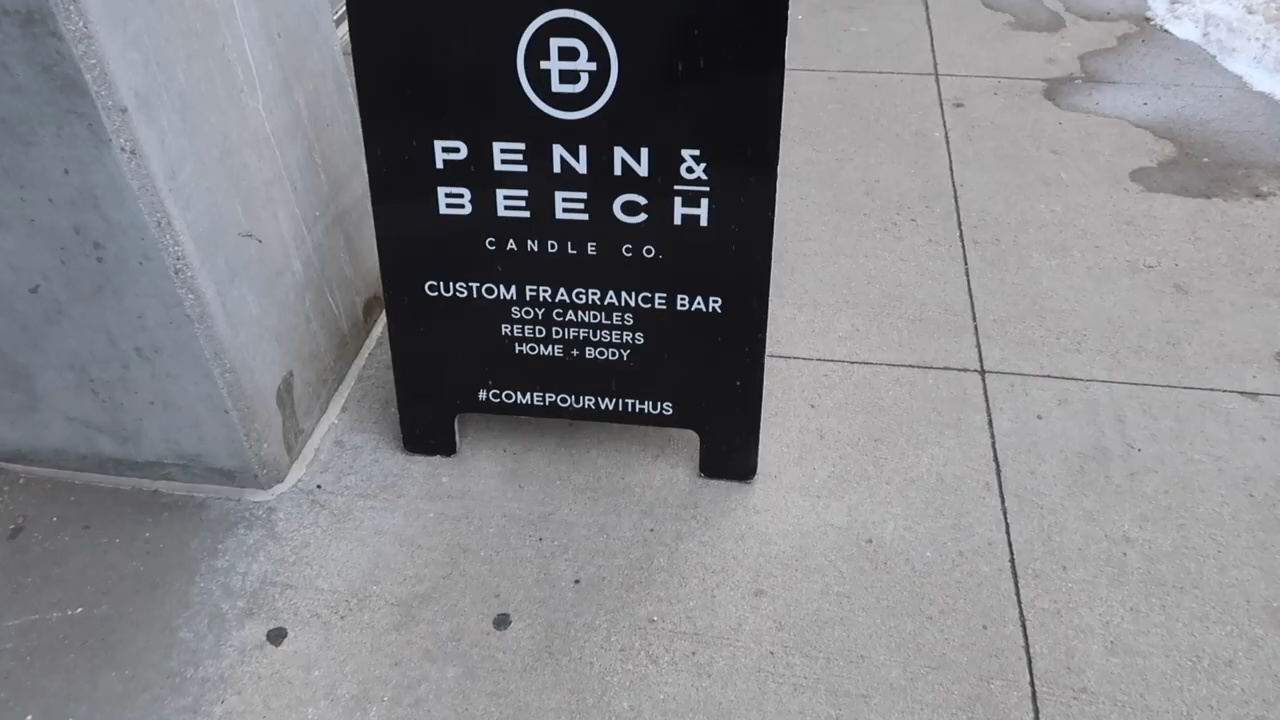 B
PENN &
BEECH
CANDLE CO.
CUSTOM FRAGRANCE BAR
SOY CANDLES
REED DIFFUSERS
HOME + BODY
#COMEPOURWITHUS